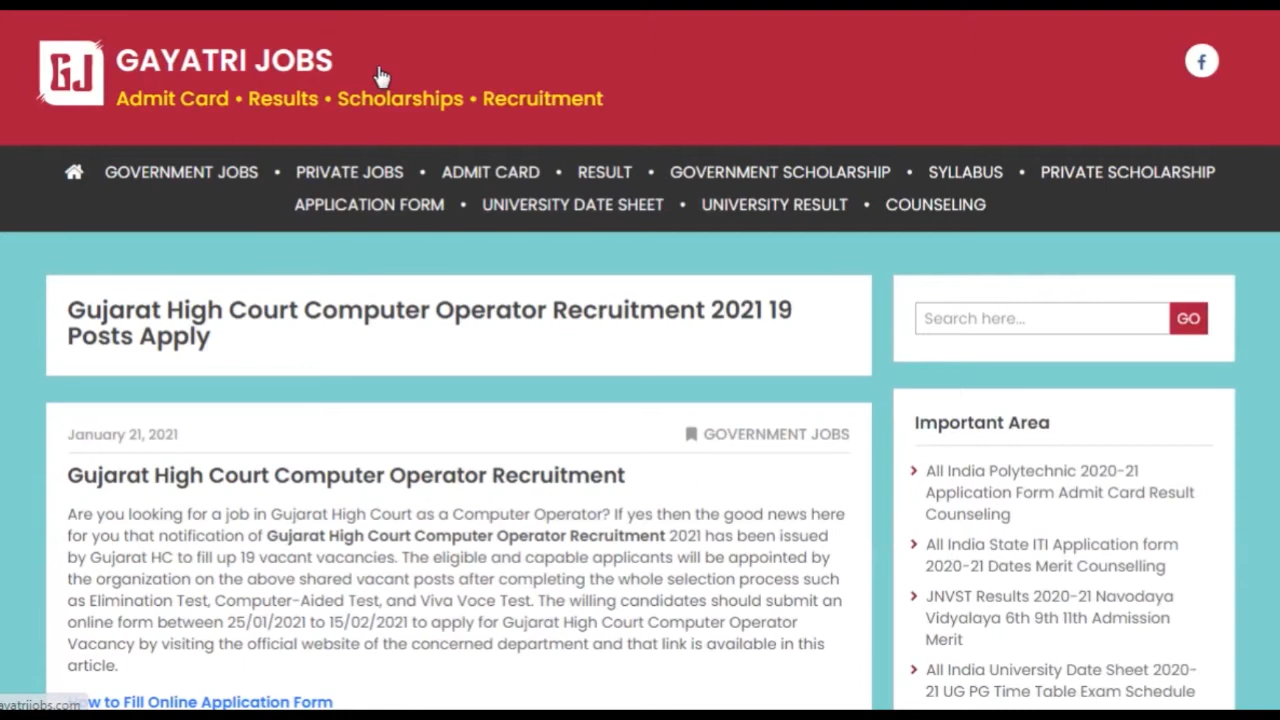 GJ
GAYATRI JOBS
Admit Card • Results • Scholarships • Recruitment
f
GOVERNMENT JOBS • PRIVATE JOBS • ADMIT CARD • RESULT • GOVERNMENT SCHOLARSHIP • SYLLABUS • PRIVATE SCHOLARSHIP
APPLICATION FORM • UNIVERSITY DATE SHEET • UNIVERSITY RESULT • COUNSELING
Gujarat High Court Computer Operator Recruitment 2021 19
Posts Apply
January 21, 2021
GOVERNMENT JOBS
Gujarat High Court Computer Operator Recruitment
Are you looking for a job in Gujarat High Court as a Computer Operator? If yes then the good news here
for you that notification of Gujarat High Court Computer Operator Recruitment 2021 has been issued
by Gujarat HC to fill up 19 vacant vacancies. The eligible and capable applicants will be appointed by
the organization on the above shared vacant posts after completing the whole selection process such
as Elimination Test, Computer-Aided Test, and Viva Voce Test. The willing candidates should submit an
online form between 25/01/2021 to 15/02/2021 to apply for Gujarat High Court Computer Operator
Vacancy by visiting the official website of the concerned department and that link is available in this
article.
w to Fill Online Application Form
ayatrijobs.com
Search here...
GO
Important Area
All India Polytechnic 2020-21
Application Form Admit Card Result
Counseling
All India State ITI Application form
2020-21 Dates Merit Counselling
JNVST Results 2020-21 Navodaya
Vidyalaya 6th 9th 11th Admission
Merit
All India University Date Sheet 2020-
21 UG PG Time Table Exam Schedule